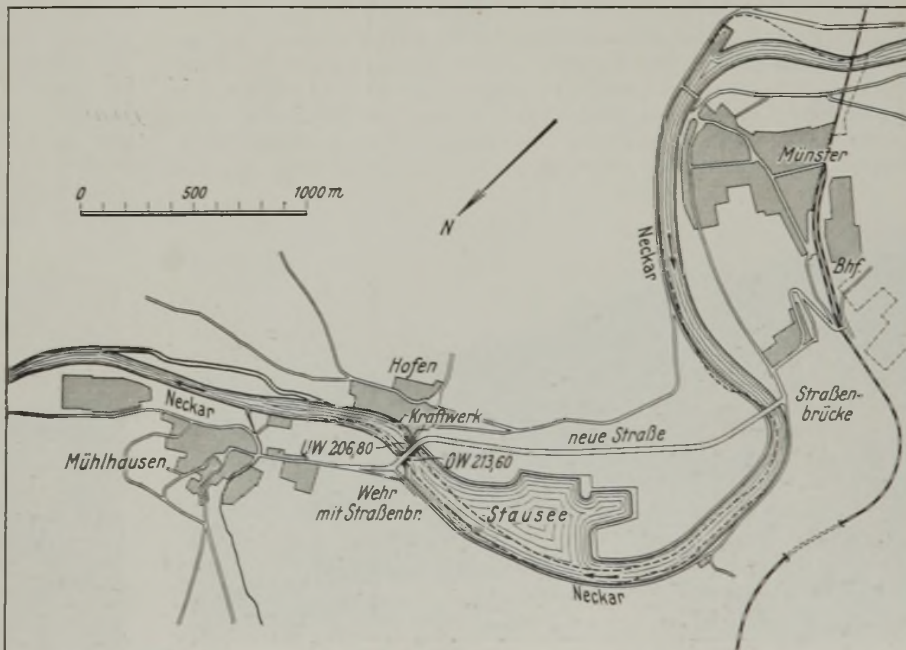 Münster
0 500 1000 m
N
Neckar
Bhf.
Hofen
Kraftwerk
Neckar
Straßen-
brücke
neue Straße
UW 206,80
OW 213,60
Mühlhausen
Wehr
mit Straßenbr.
Stausee
Neckar